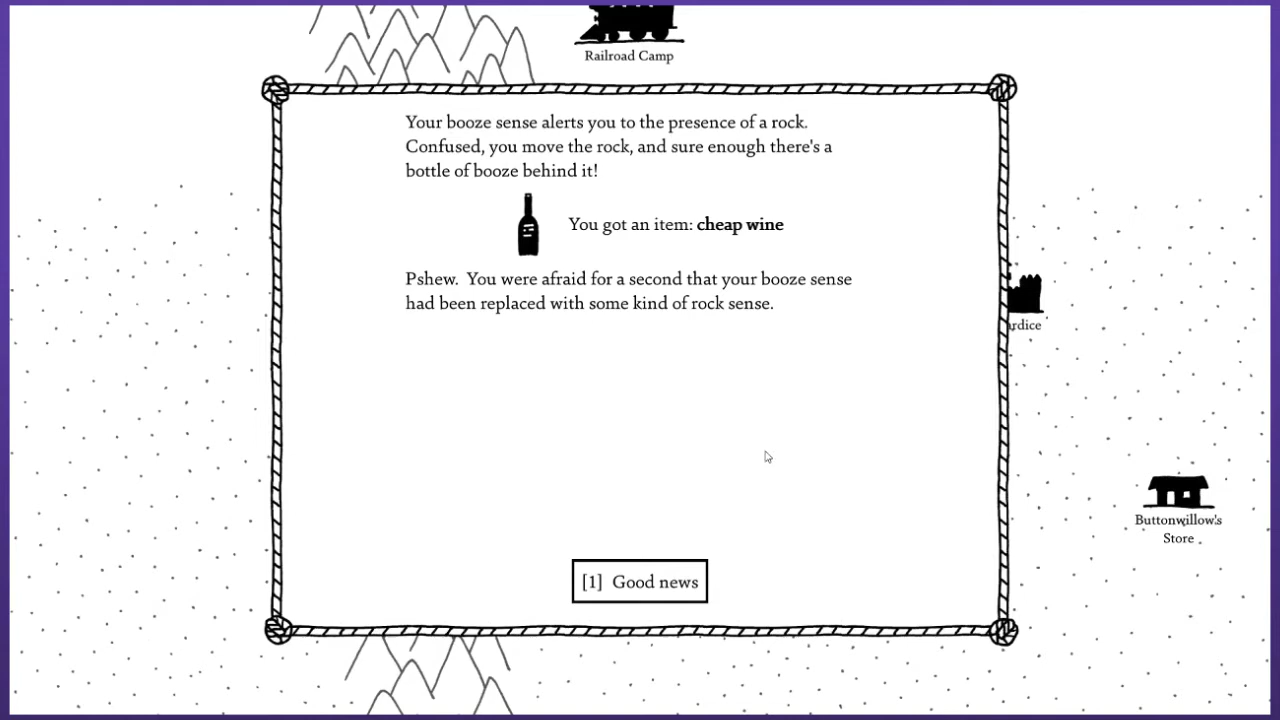 Railroad Camp
Your booze sense alerts you to the presence of a rock.
Confused, you move the rock, and sure enough there's a
bottle of booze behind it!
You got an item: cheap wine
Pshew.  You were afraid for a second that your booze sense
had been replaced with some kind of rock sense.
rdice
Buttonwillow's
Store
[1]  Good news